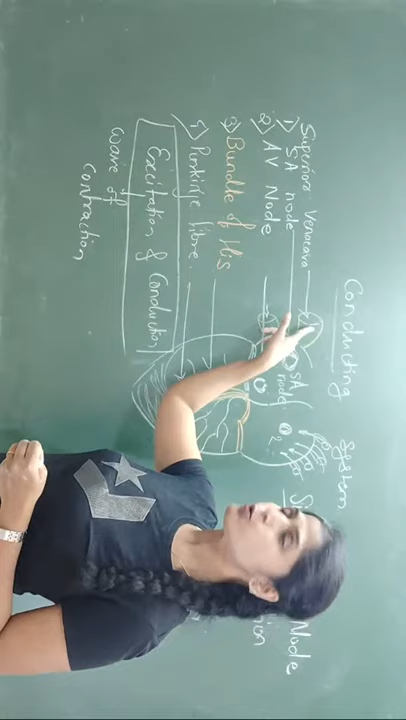 Conducting System
Superior Venacava
1) SA node
2) AV Node
3) Bundle of His
4) Purkinje fibre.
Excitation & Conduction
wave of
Contraction
SA
node
Node